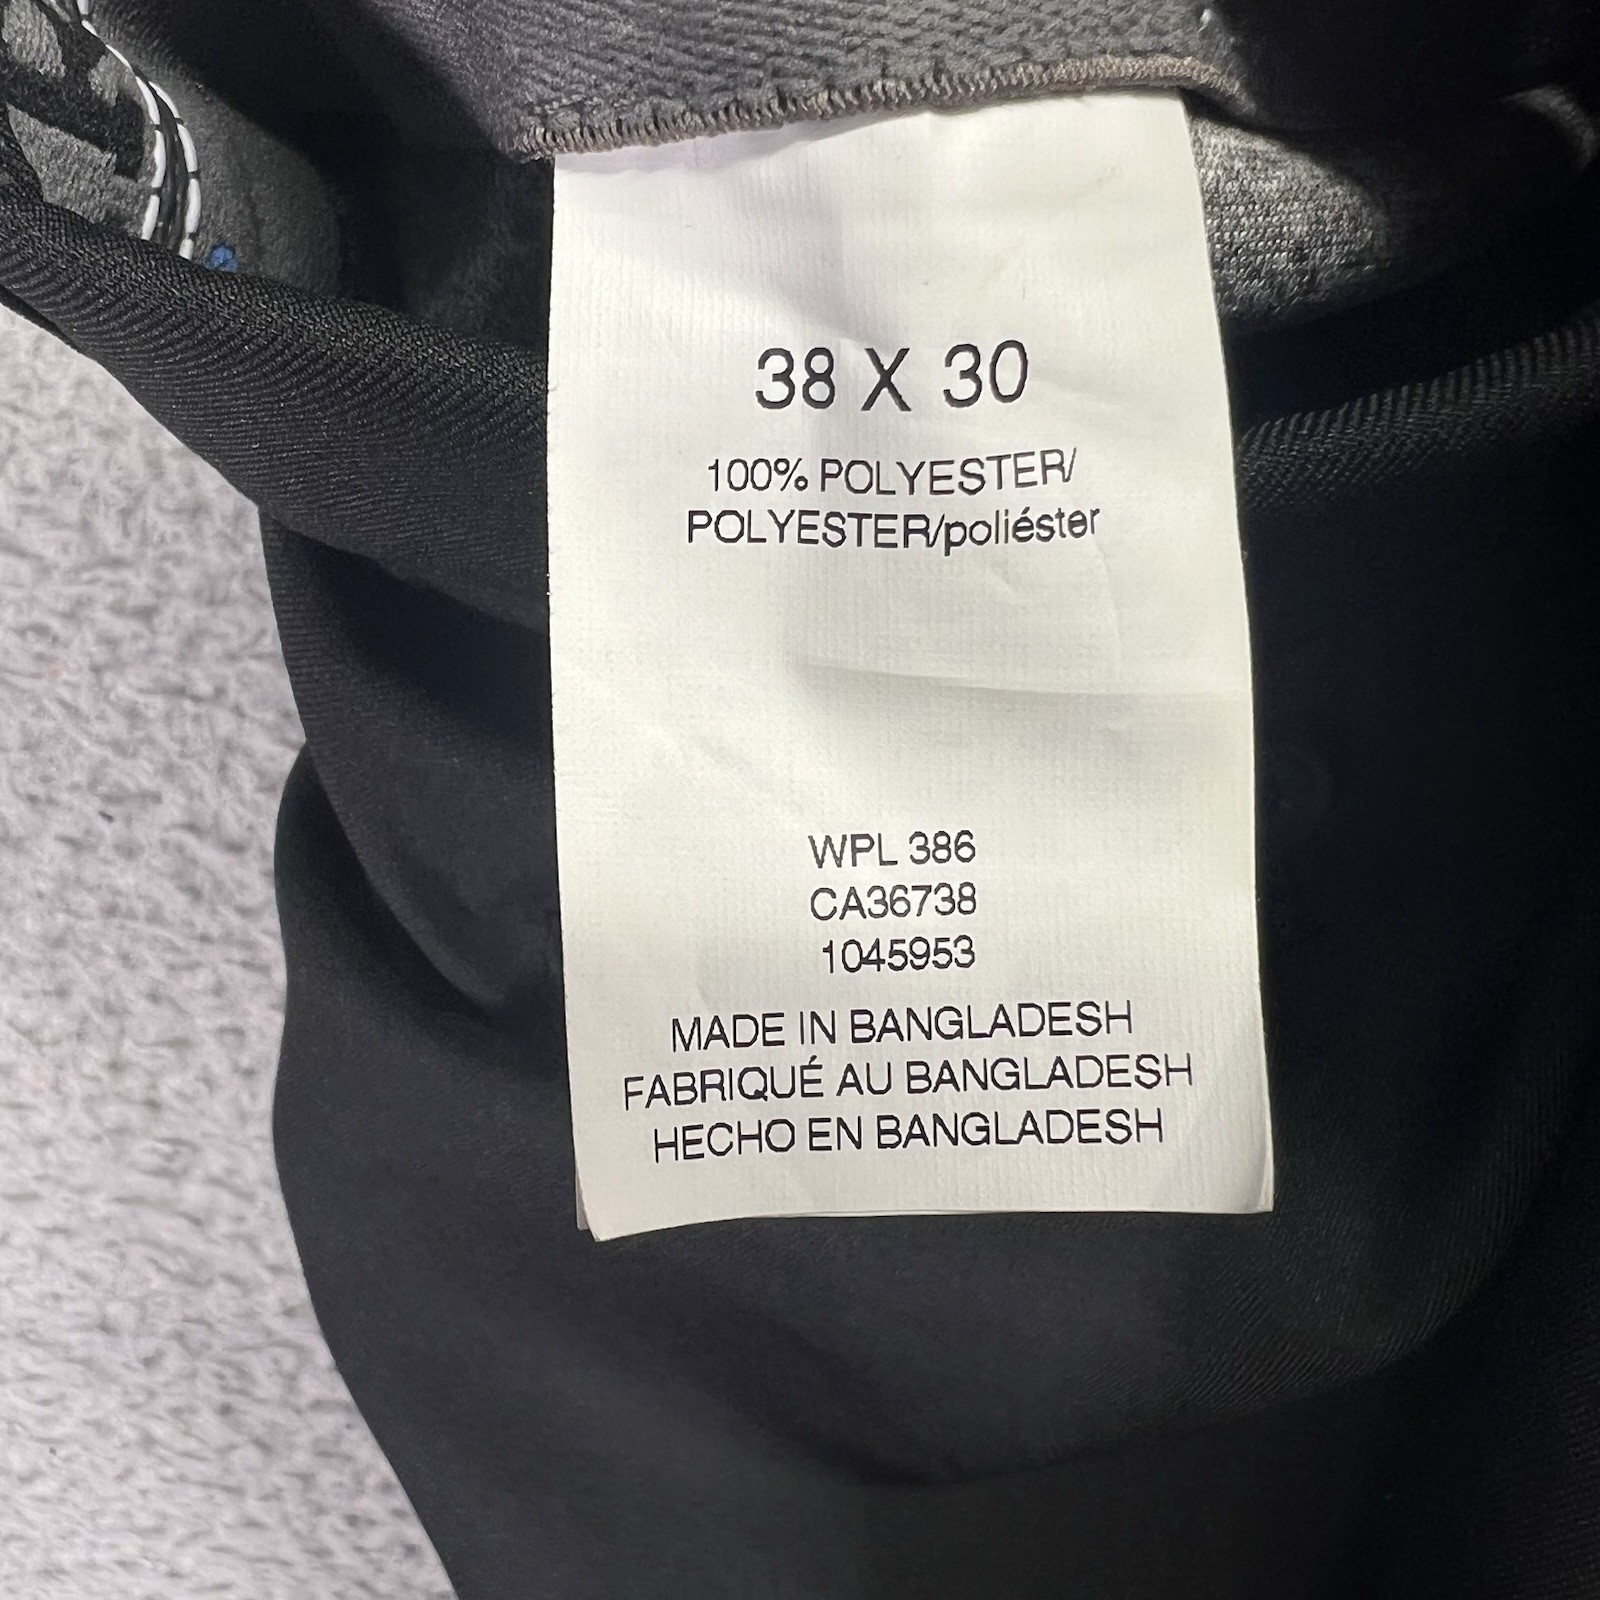 38 X 30
100% POLYESTER/
POLYESTER/poliéster
WPL 386
CA36738
1045953
MADE IN BANGLADESH
FABRIQUÉ AU BANGLADESH
HECHO EN BANGLADESH